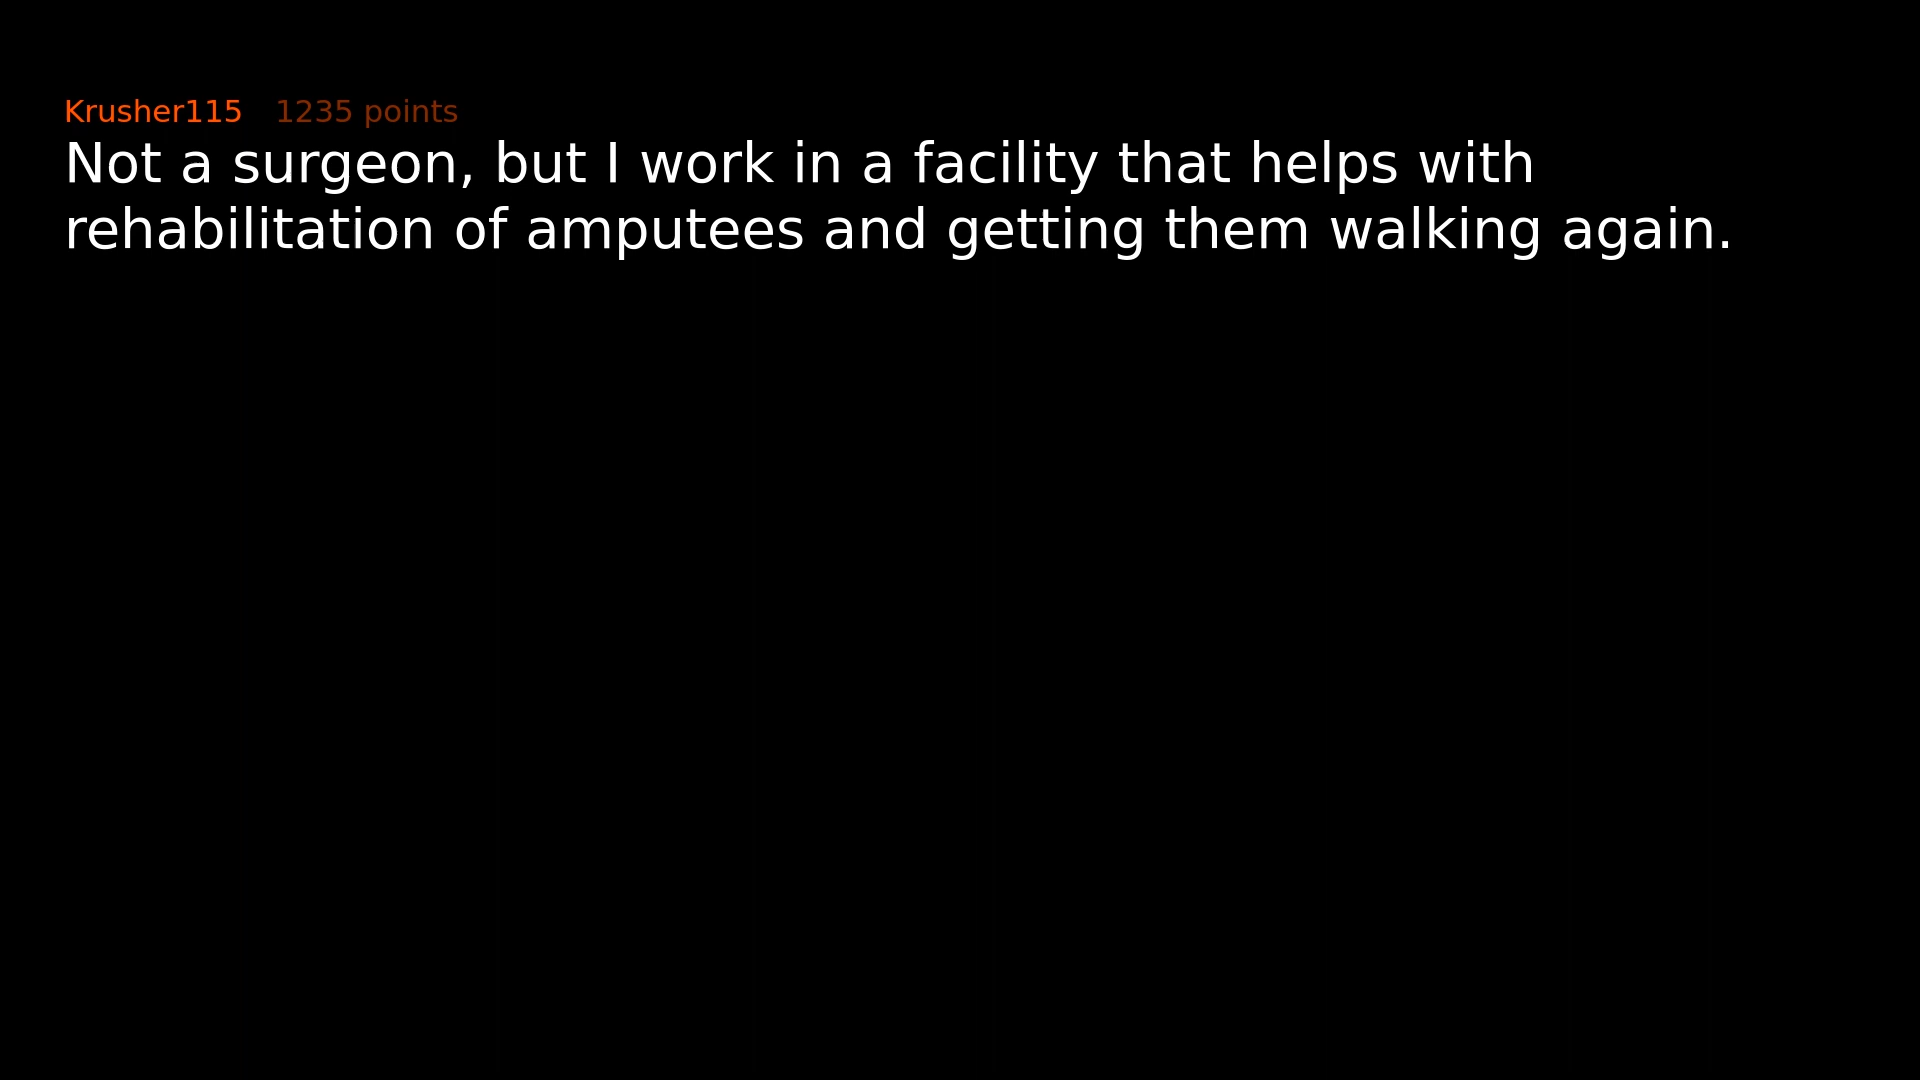 Krusher115 1235 points
Not a surgeon, but I work in a facility that helps with
rehabilitation of amputees and getting them walking again.